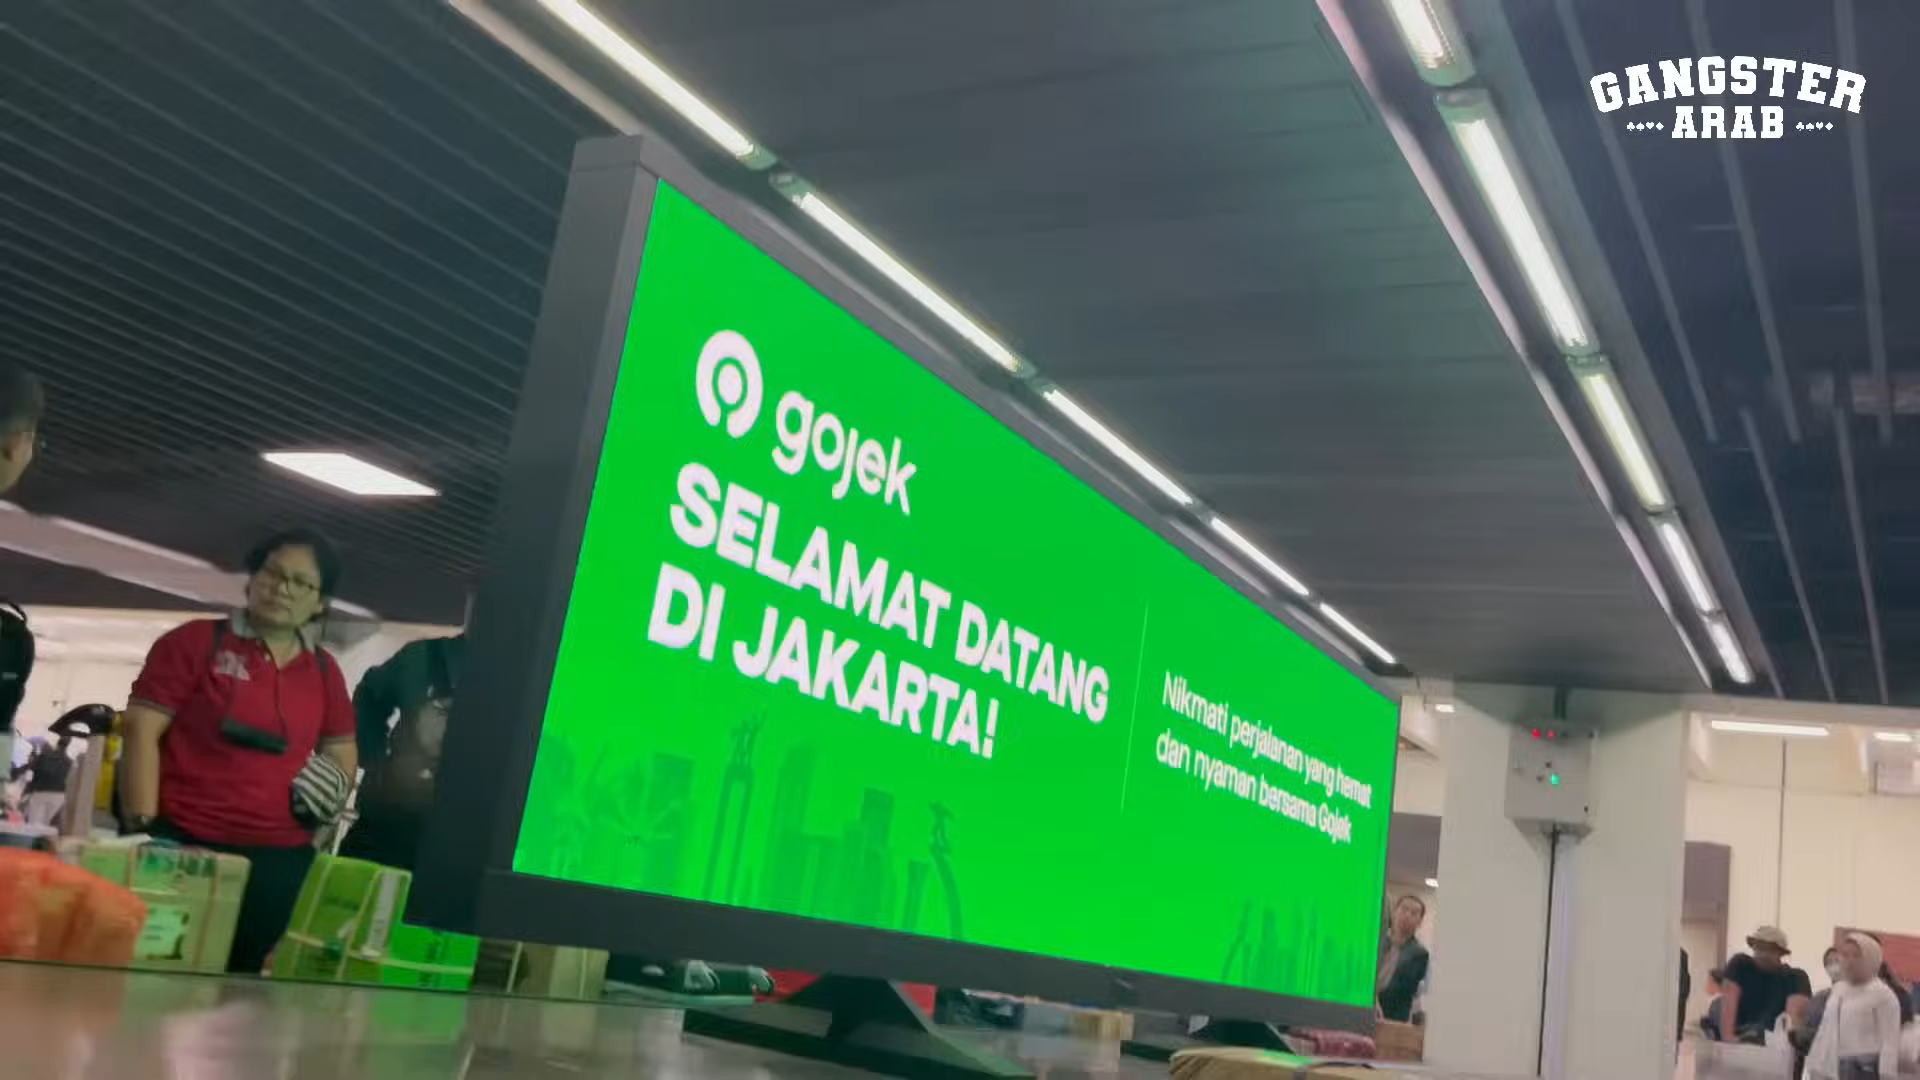 GANGSTER
ARAB
gojek
SELAMAT DATANG
DI JAKARTA!
Nikmati perjalanan yang hemat
dan nyaman bersama Gojek